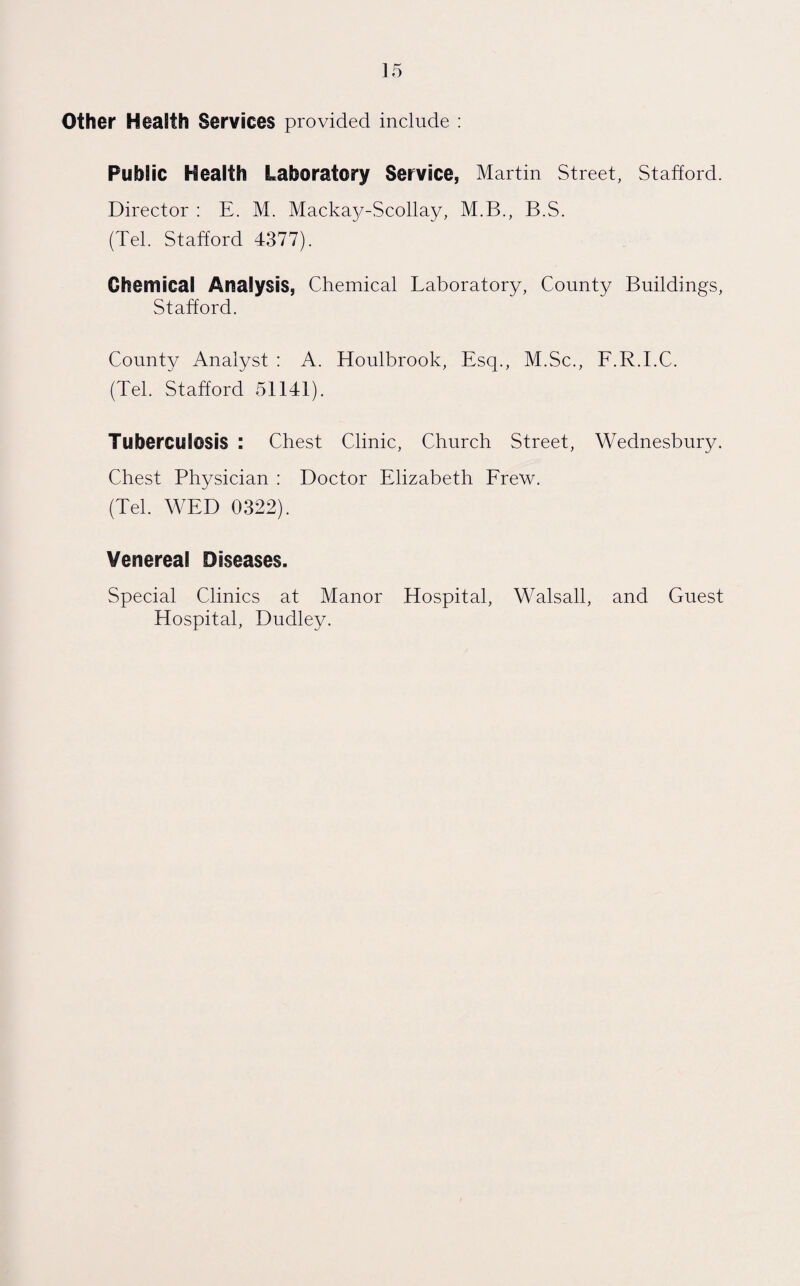 15
Other Health Services provided include :
Public Health Laboratory Service, Martin Street, Stafford.
Director : E. M. Mackay-Scollay, M.B., B.S.
(Tel. Stafford 4377).
Chemical Analysis, Chemical Laboratory, County Buildings,
Stafford.
County Analyst : A. Houlbrook, Esq., M.Sc., F.R.I.C.
(Tel. Stafford 51141).
Tuberculosis : Chest Clinic, Church Street, Wednesbury.
Chest Physician : Doctor Elizabeth Frew.
(Tel. WED 0322).
Venereal Diseases.
Special Clinics at Manor Hospital, Walsall, and Guest
Hospital, Dudley.